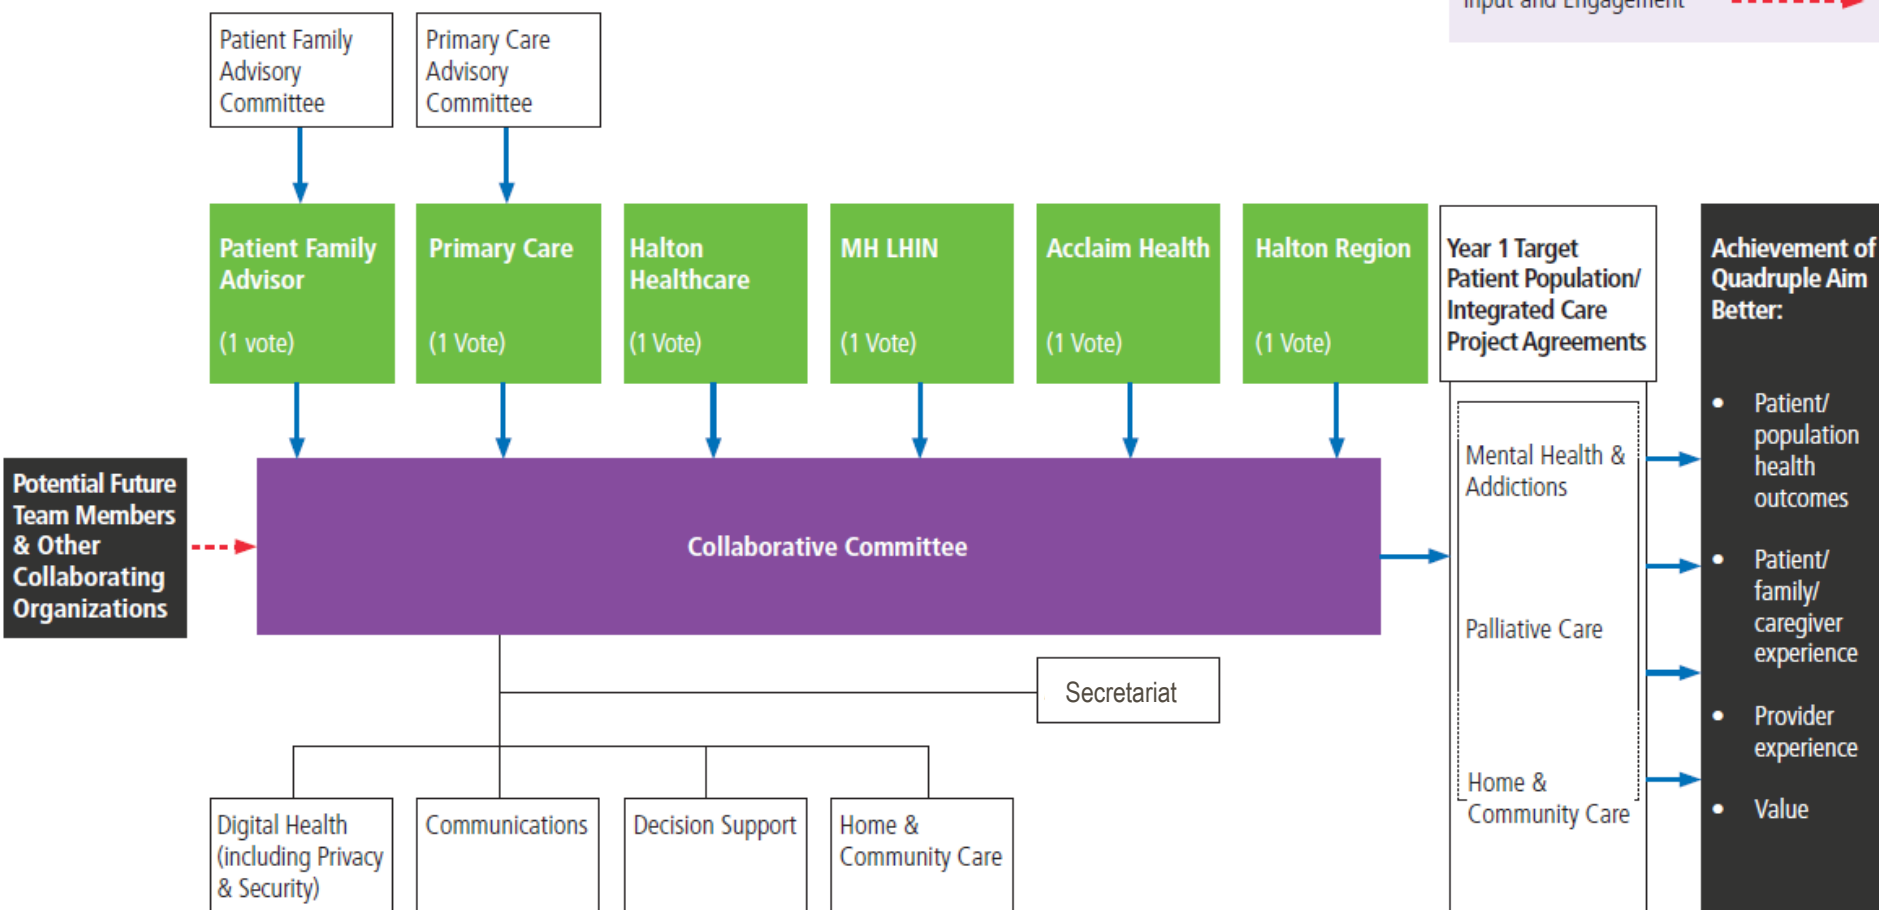 Input and Engagement
Patient Family
Advisory
Committee
Primary Care
Advisory
Committee
Patient Family
Advisor
(1 vote)
Primary Care
(1 Vote)
Halton
Healthcare
(1 Vote)
MH LHIN
(1 Vote)
Acclaim Health
(1 Vote)
Halton Region
(1 Vote)
Year 1 Target
Patient Population/
Integrated Care
Project Agreements
Achievement of
Quadruple Aim
Better:
• Patient/
population
health
outcomes
• Patient/
family/
caregiver
experience
• Provider
experience
• Value
Mental Health &
Addictions
Palliative Care
Home &
Community Care
Potential Future
Team Members
& Other
Collaborating
Organizations
Collaborative Committee
Secretariat
Digital Health
(including Privacy
& Security)
Communications
Decision Support
Home &
Community Care